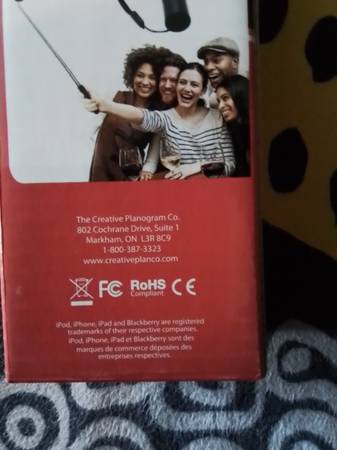 The Creative Planogram Co.
802 Cochrane Drive, Suite 1
Markham, ON L3R 8C9
1-800-387-3323
www.creativeplanco.com
FC RoHS Compliant CE
iPod, iPhone, iPad and Blackberry are registered
trademarks of their respective companies.
iPod, iPhone, iPad et Blackberry sont des
marques de commerce déposées des
entreprises respectives.